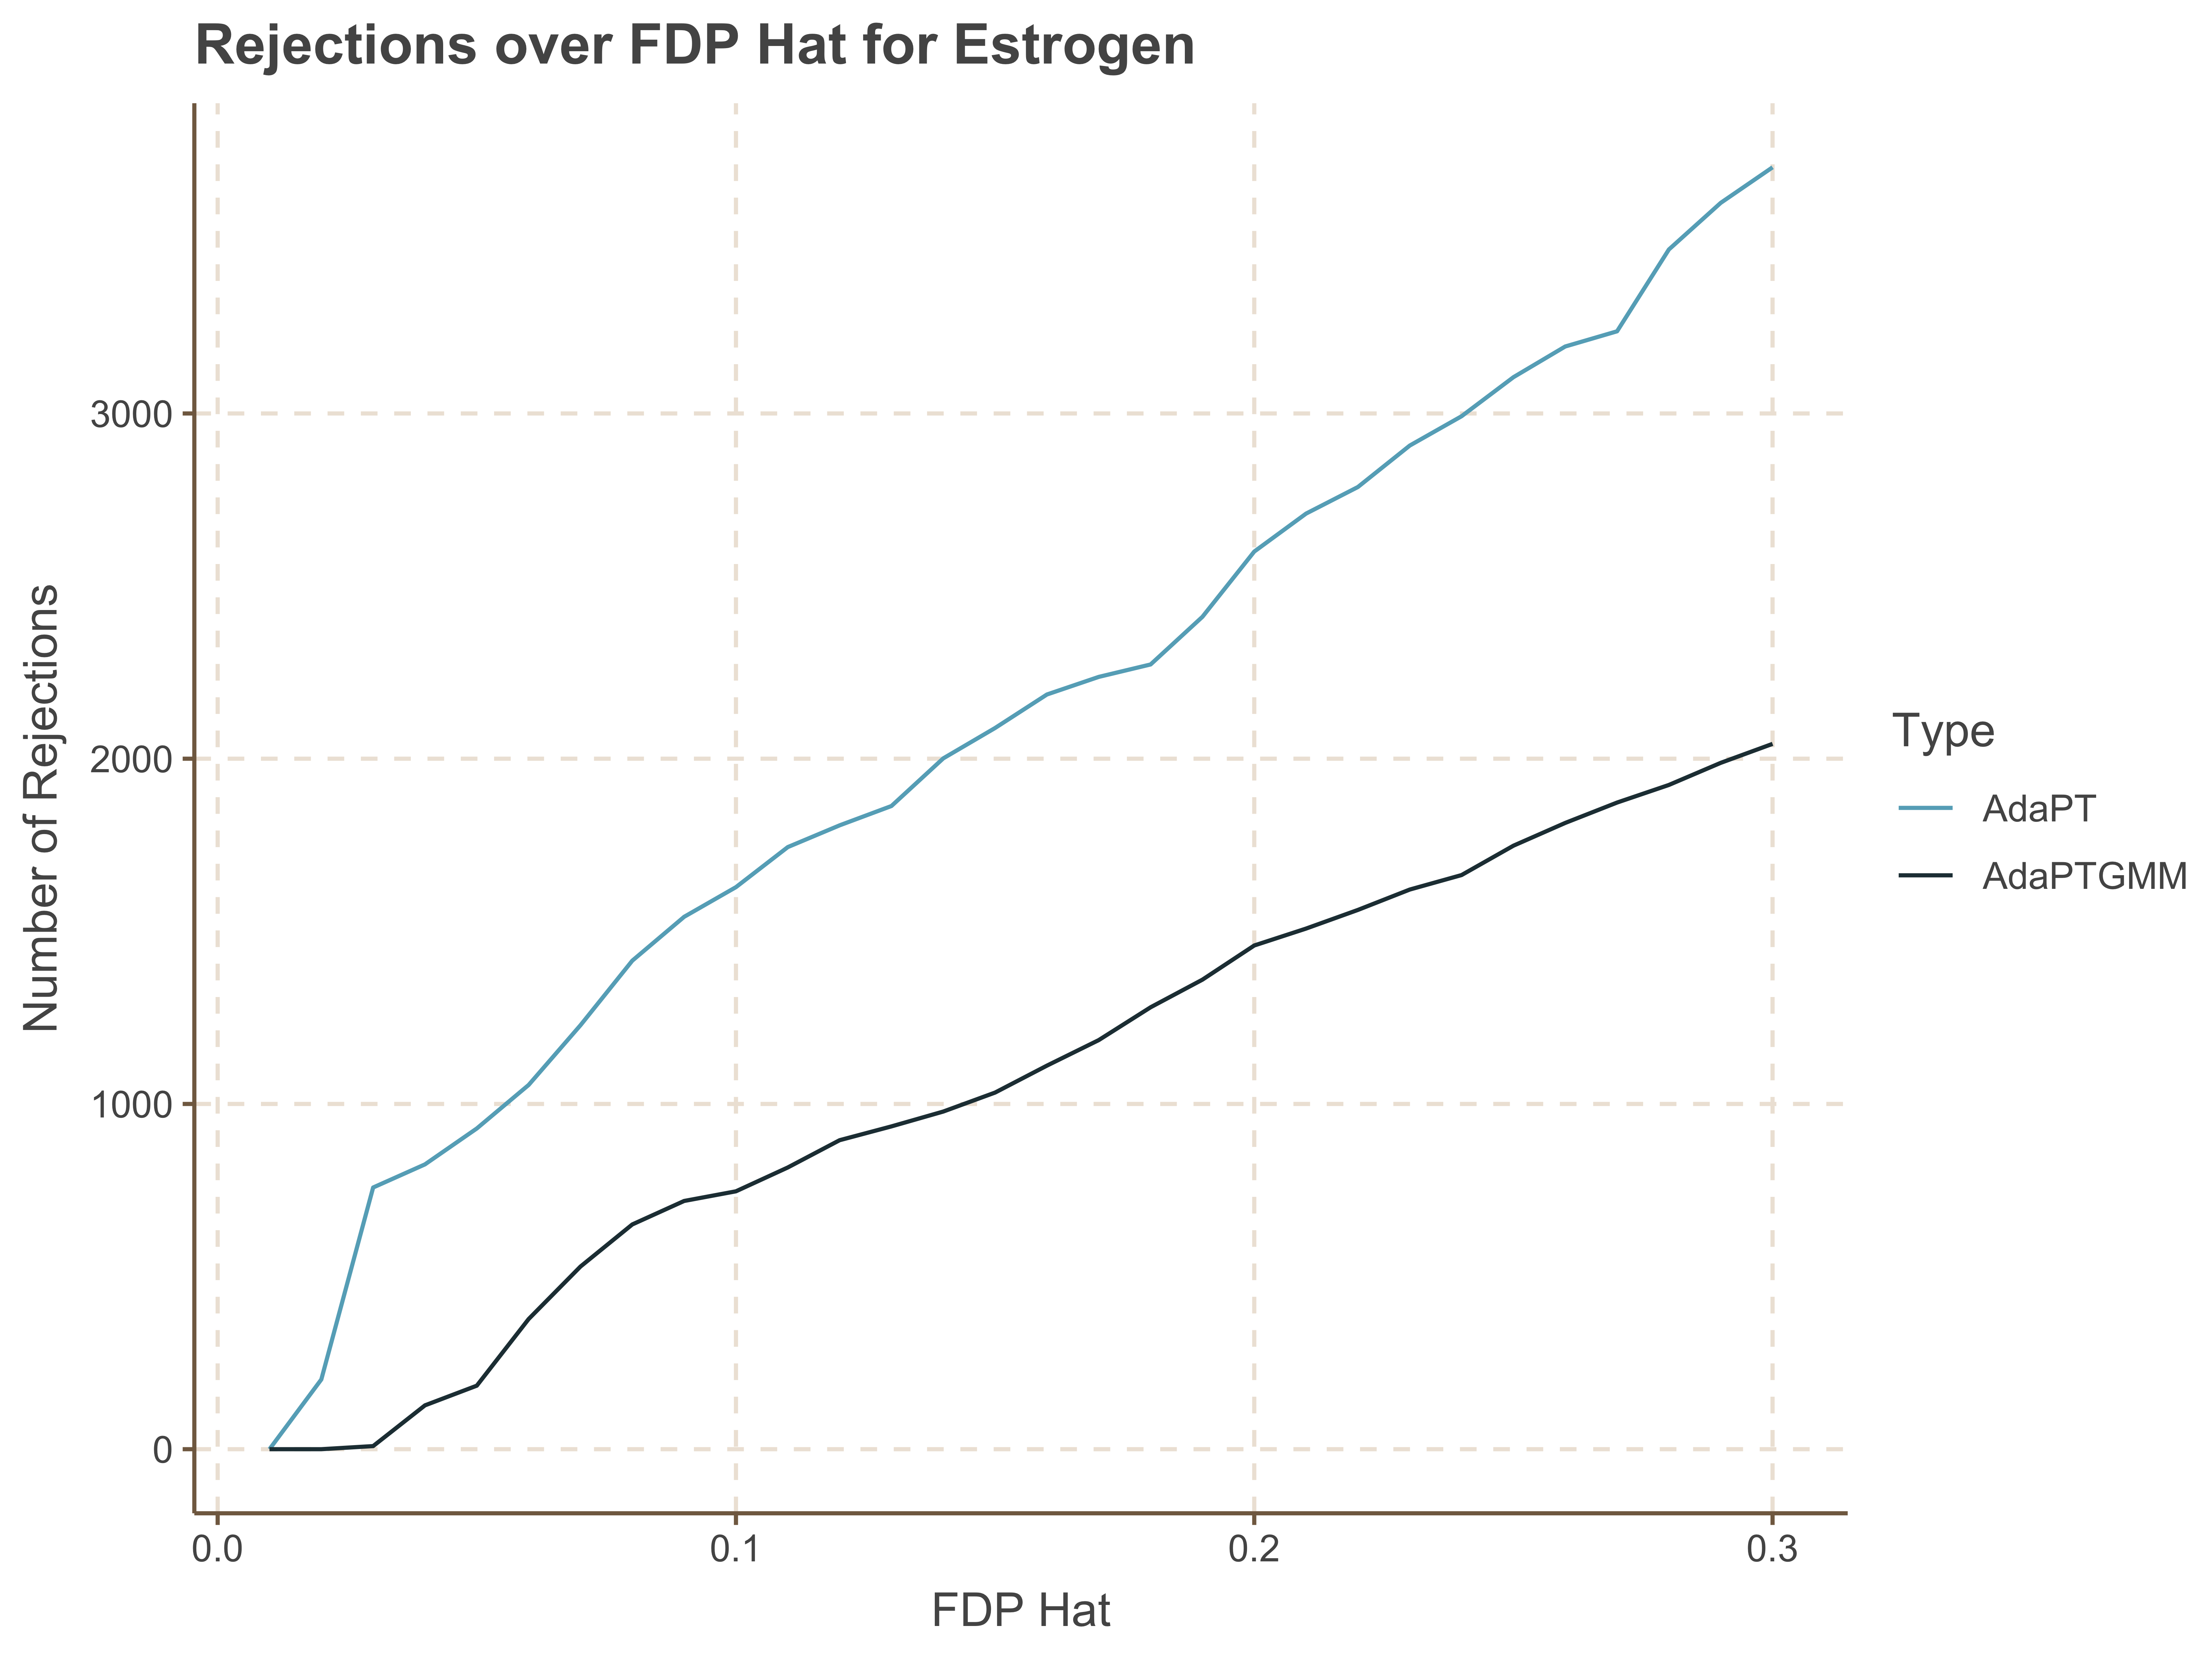 Rejections over FDP Hat for Estrogen
Number of Rejections
3000
2000
1000
0
0.0 0.1 0.2 0.3
FDP Hat
Type
AdaPT
AdaPTGMM